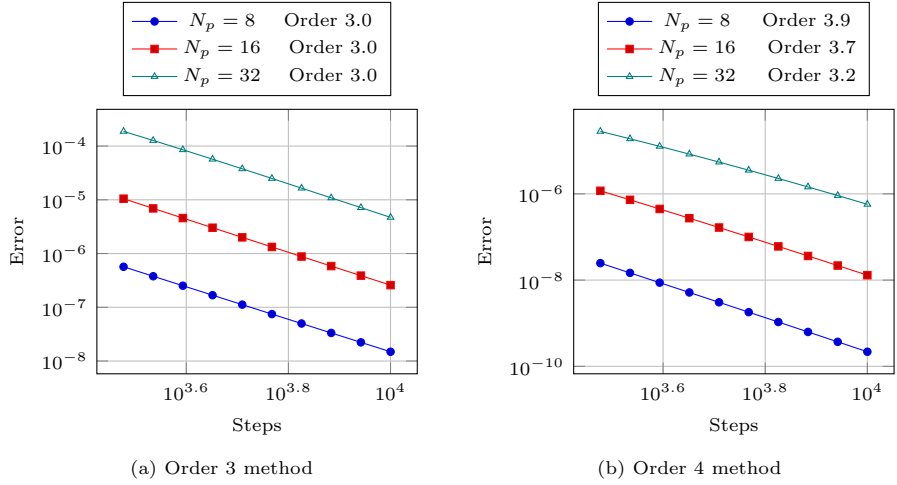 N_p = 8 Order 3.0
N_p = 16 Order 3.0
N_p = 32 Order 3.0
10^{-4}
10^{-5}
10^{-6}
10^{-7}
10^{-8}
Error
10^{3.6} 10^{3.8} 10^4
Steps
(a) Order 3 method
N_p = 8 Order 3.9
N_p = 16 Order 3.7
N_p = 32 Order 3.2
10^{-6}
10^{-8}
10^{-10}
Error
10^{3.6} 10^{3.8} 10^4
Steps
(b) Order 4 method